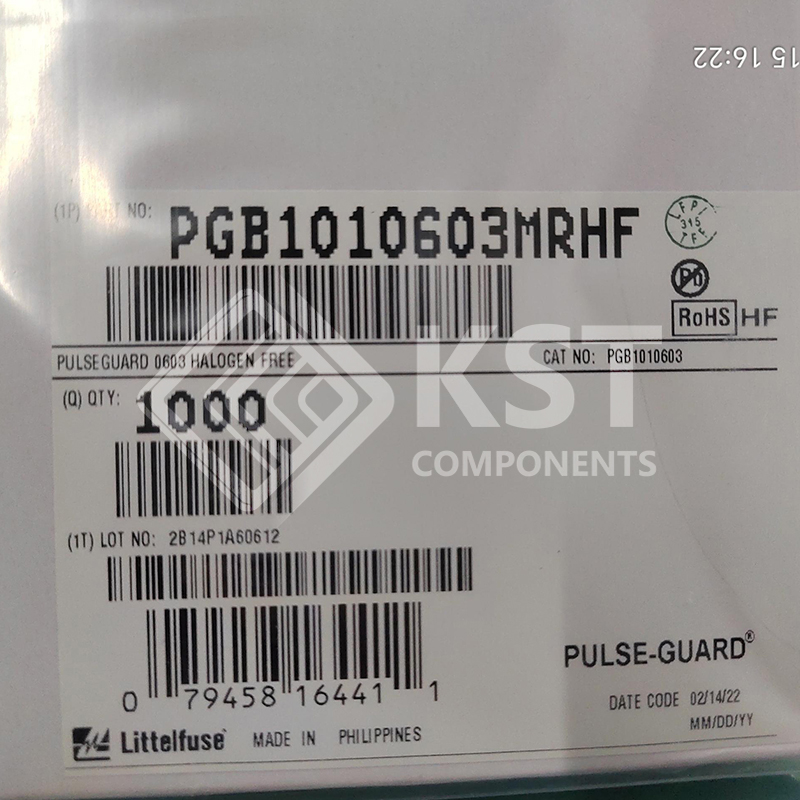 15 16:22
(1P) PART NO: PGB1010603MRHF
LFPI
315
TFE
Pb
RoHS HF
PULSEGUARD 0603 HALOGEN FREE CAT NO: PGB1010603
(Q) QTY: 1000
KST
COMPONENTS
(1T) LOT NO: 2B14P1A60612
0 79458 16441 1
PULSE-GUARD®
DATE CODE 02/14/22
MM/DD/YY
Littelfuse® MADE IN PHILIPPINES